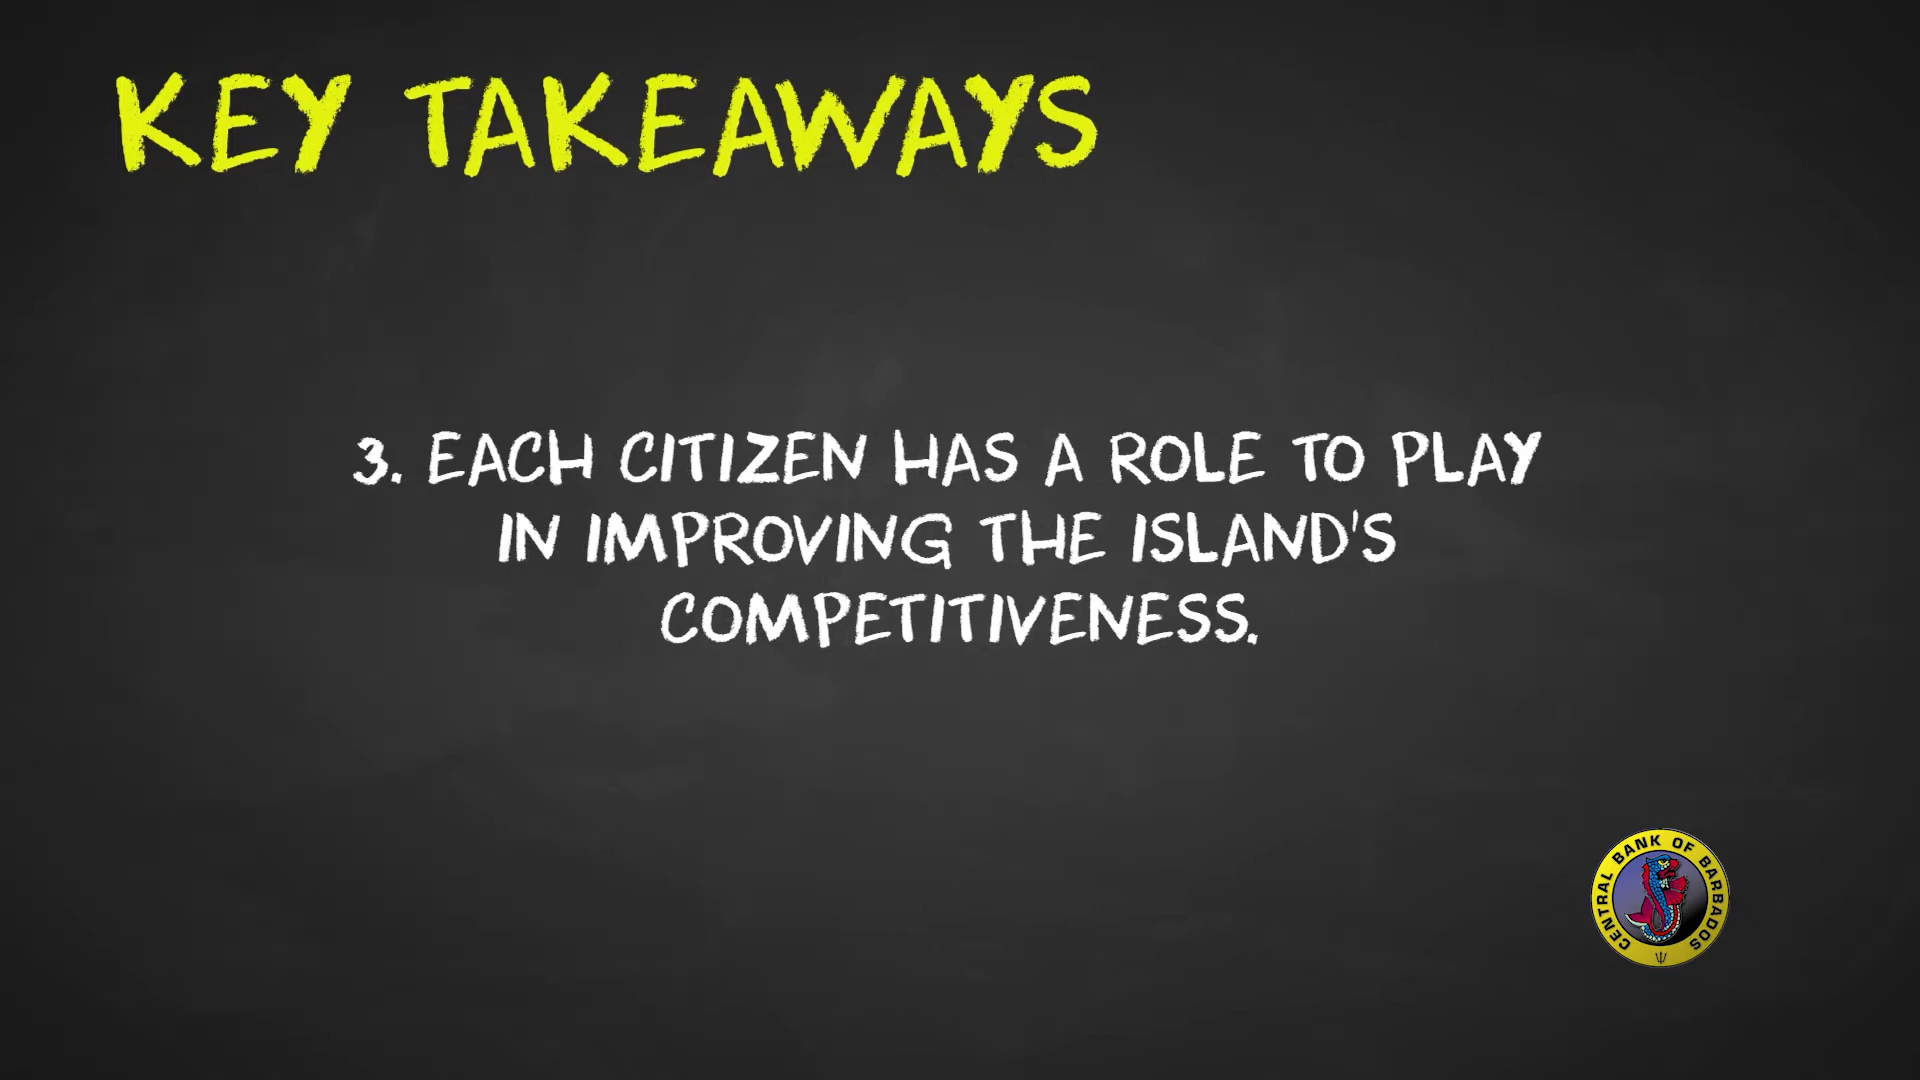 KEY TAKEAWAYS
3. EACH CITIZEN HAS A ROLE TO PLAY
IN IMPROVING THE ISLAND'S
COMPETITIVENESS.
CENTRAL BANK OF BARBADOS